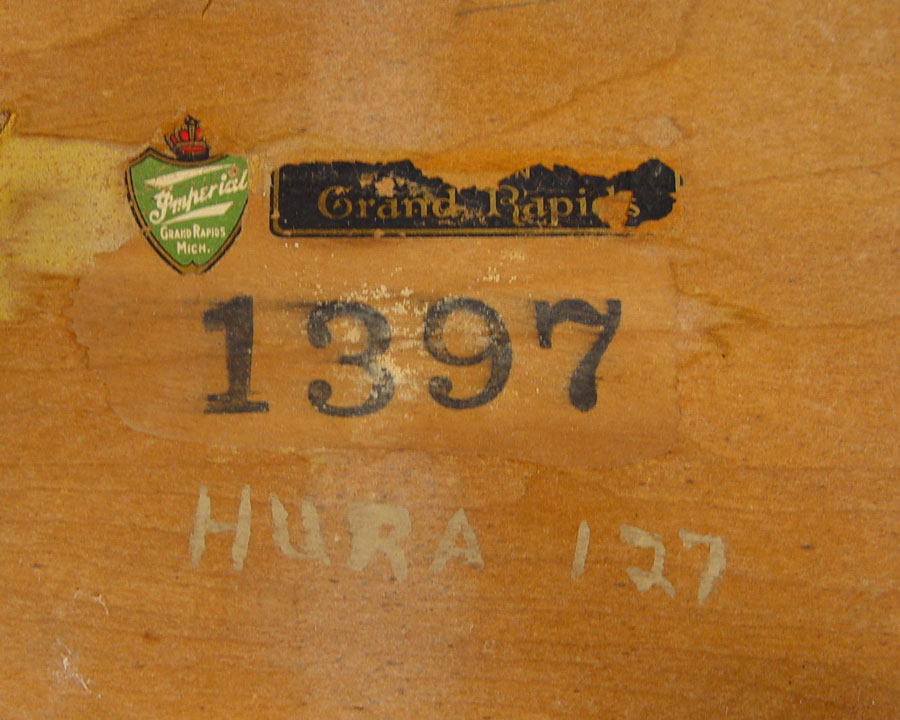 Imperial
GRAND RAPIDS
MICH.
Grand Rapids
1397
HURA 127